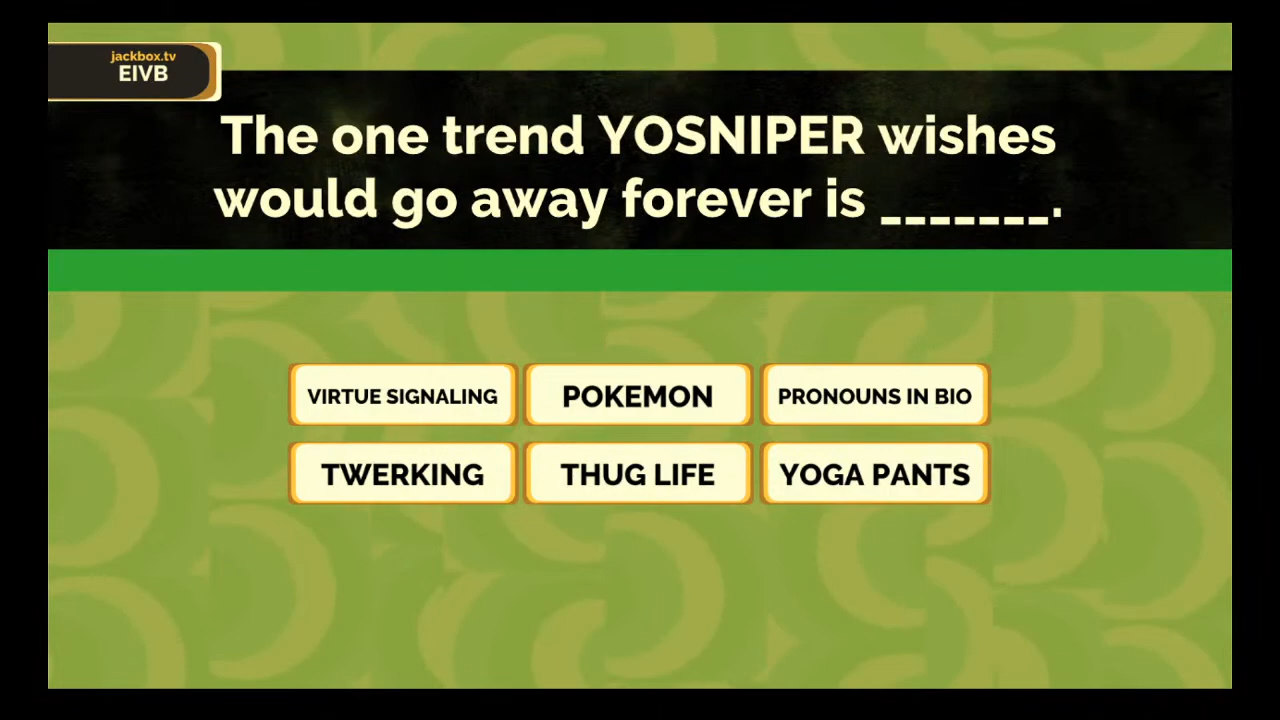 jackbox.tv
EIVB
The one trend YOSNIPER wishes
would go away forever is _______.
VIRTUE SIGNALING
POKEMON
PRONOUNS IN BIO
TWERKING
THUG LIFE
YOGA PANTS